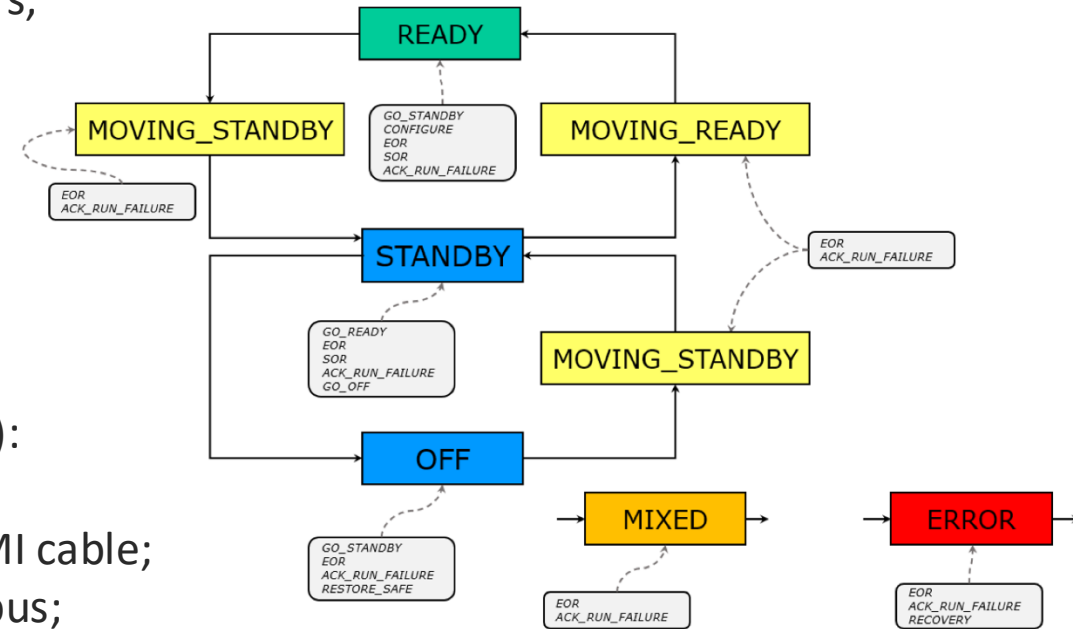 s,
READY
GO_STANDBY
CONFIGURE
EOR
SOR
ACK_RUN_FAILURE
MOVING_STANDBY
MOVING_READY
EOR
ACK_RUN_FAILURE
STANDBY
EOR
ACK_RUN_FAILURE
GO_READY
EOR
SOR
ACK_RUN_FAILURE
GO_OFF
MOVING_STANDBY
):
OFF
MIXED
ERROR
MI cable;
GO_STANDBY
EOR
ACK_RUN_FAILURE
RESTORE_SAFE
EOR
ACK_RUN_FAILURE
EOR
ACK_RUN_FAILURE
RECOVERY
ous;